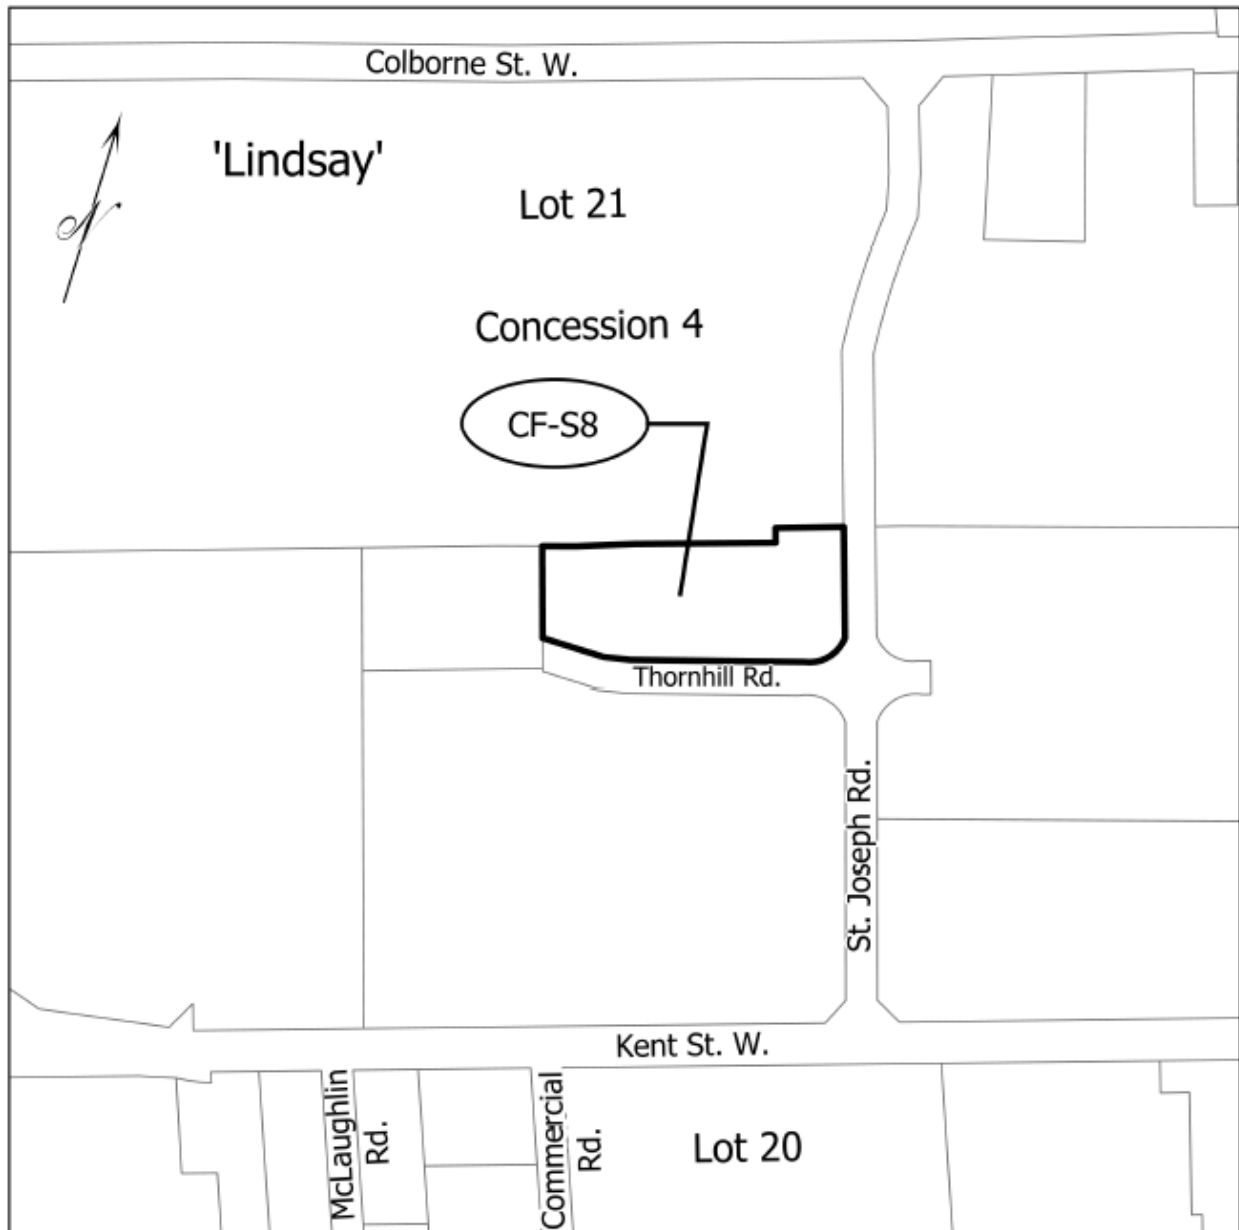 Colborne St. W.
'Lindsay'
Lot 21
Concession 4
CF-S8
Thornhill Rd.
St. Joseph Rd.
Kent St. W.
McLaughlin
Rd.
Commercial
Rd.
Lot 20